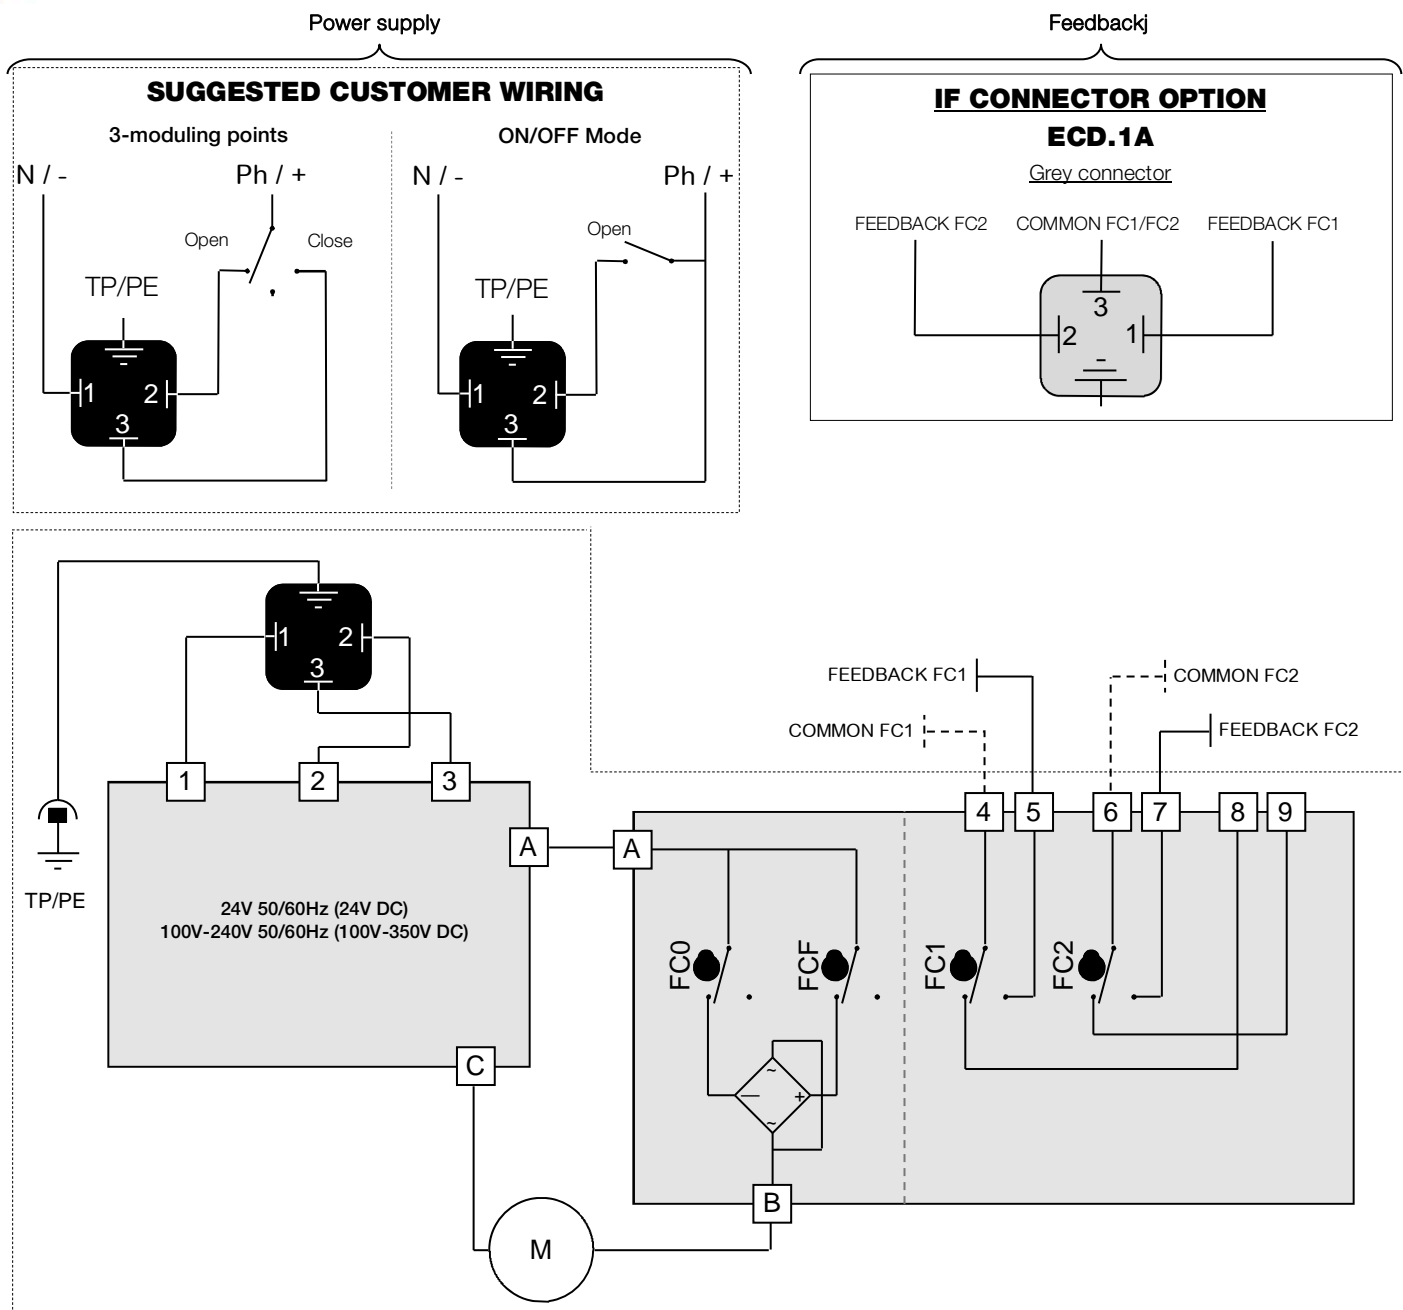 Power supply
Feedbackj
SUGGESTED CUSTOMER WIRING
3-moduling points
ON/OFF Mode
N / -
Ph / +
N / -
Ph / +
Open
Close
Open
TP/PE
TP/PE
1
2
3
1
2
3
IF CONNECTOR OPTION
ECD.1A
Grey connector
FEEDBACK FC2
COMMON FC1/FC2
FEEDBACK FC1
3
2
1
1
2
3
FEEDBACK FC1
COMMON FC2
COMMON FC1
FEEDBACK FC2
1
2
3
4
5
6
7
8
9
A
A
TP/PE
24V 50/60Hz (24V DC)
100V-240V 50/60Hz (100V-350V DC)
FC0
FCF
FC1
FC2
C
~
—
+
~
B
M